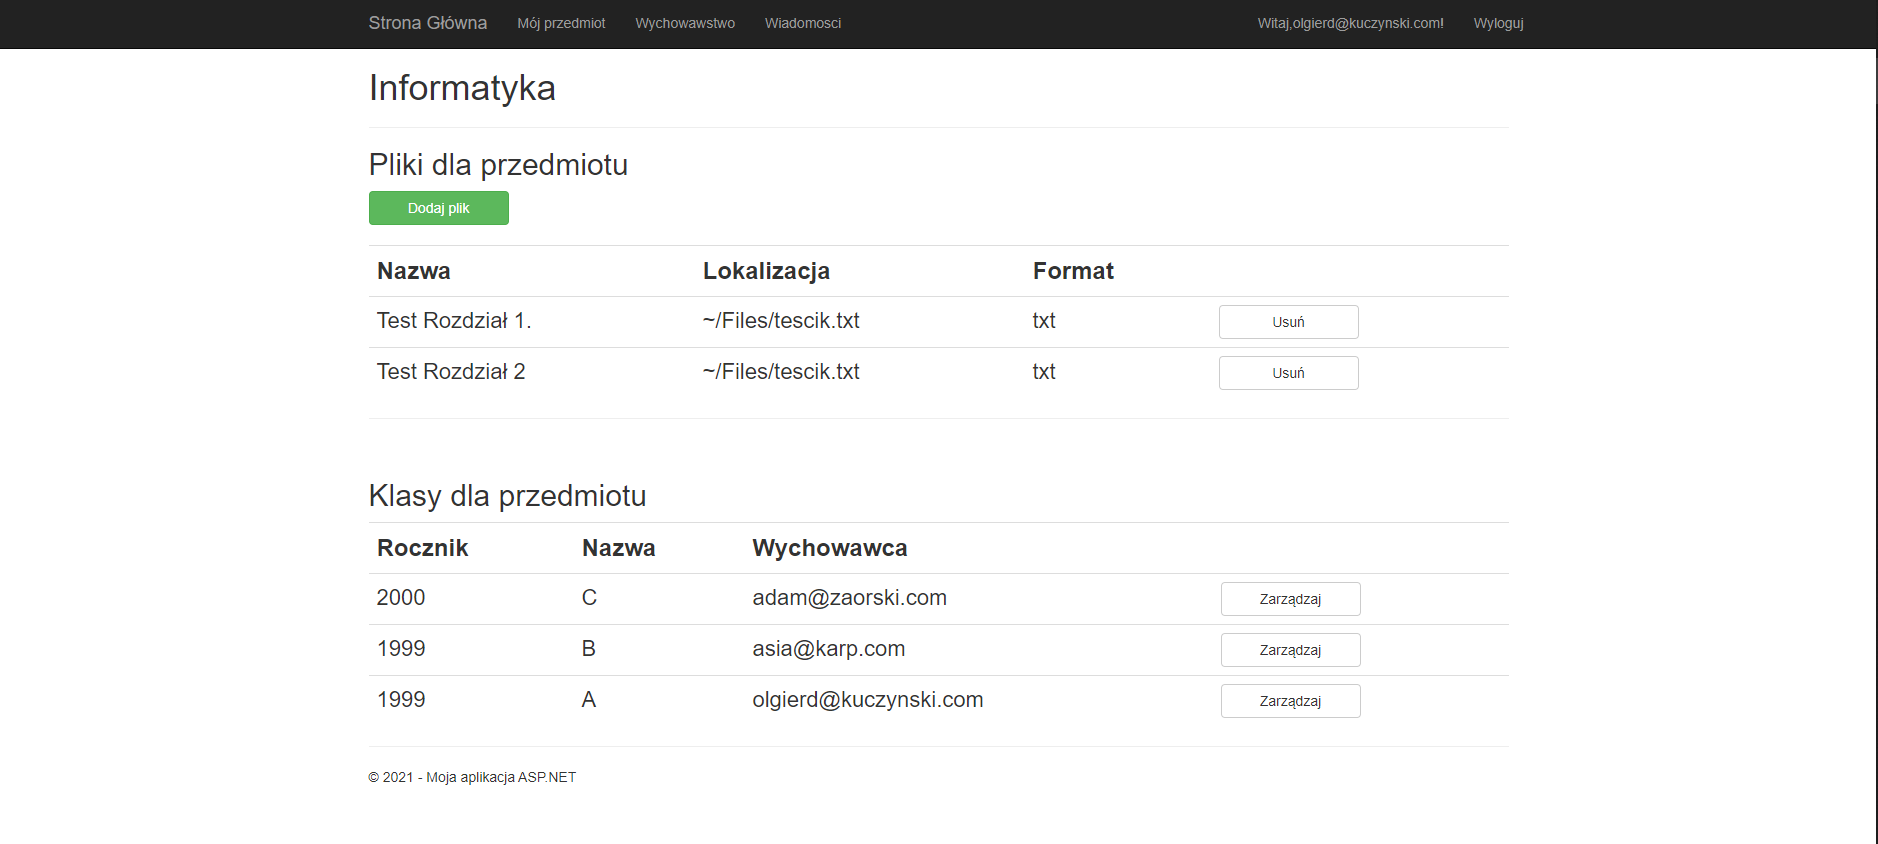 Strona Główna Mój przedmiot Wychowawstwo Wiadomosci Witaj,olgierd@kuczynski.com! Wyloguj
Informatyka
Pliki dla przedmiotu
Dodaj plik
Nazwa Lokalizacja Format
Test Rozdział 1. ~/Files/tescik.txt txt Usuń
Test Rozdział 2 ~/Files/tescik.txt txt Usuń
Klasy dla przedmiotu
Rocznik Nazwa Wychowawca
2000 C adam@zaorski.com Zarządzaj
1999 B asia@karp.com Zarządzaj
1999 A olgierd@kuczynski.com Zarządzaj
© 2021 - Moja aplikacja ASP.NET